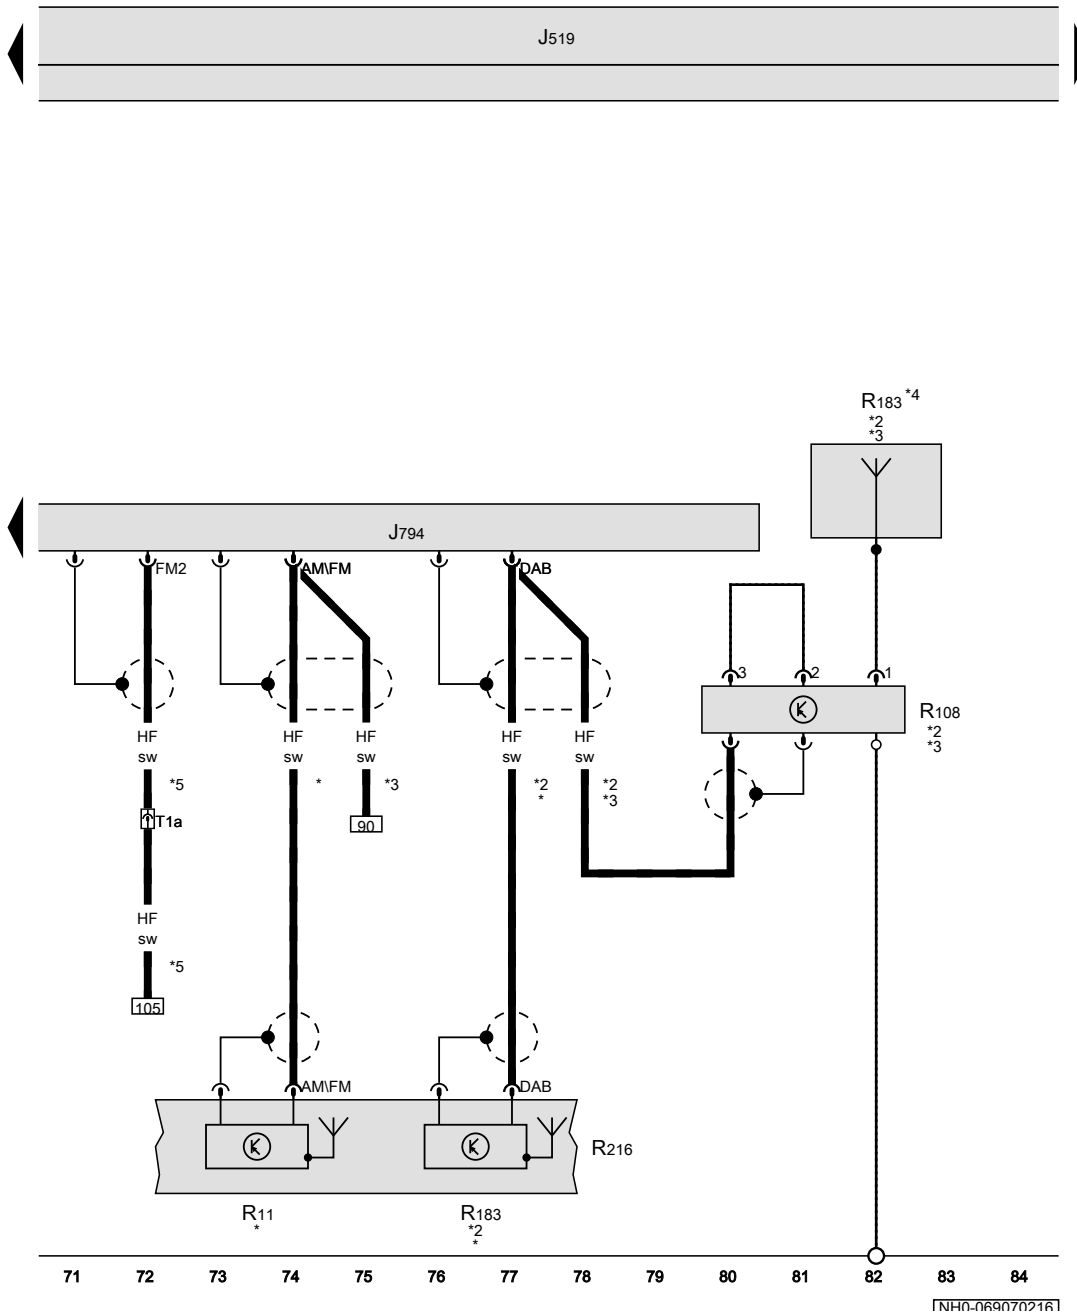 J519
R183 *4
*2
*3
J794
FM2 AM\FM DAB
3 2 1
R108
*2
*3
HF HF HF HF HF
sw sw sw sw sw
*5 * *3 *2 *2
* *3
T1a
90
HF
sw
*5
105
AM\FM DAB
R216
R11 R183
* *2
*
71 72 73 74 75 76 77 78 79 80 81 82 83 84
NH0-069070216